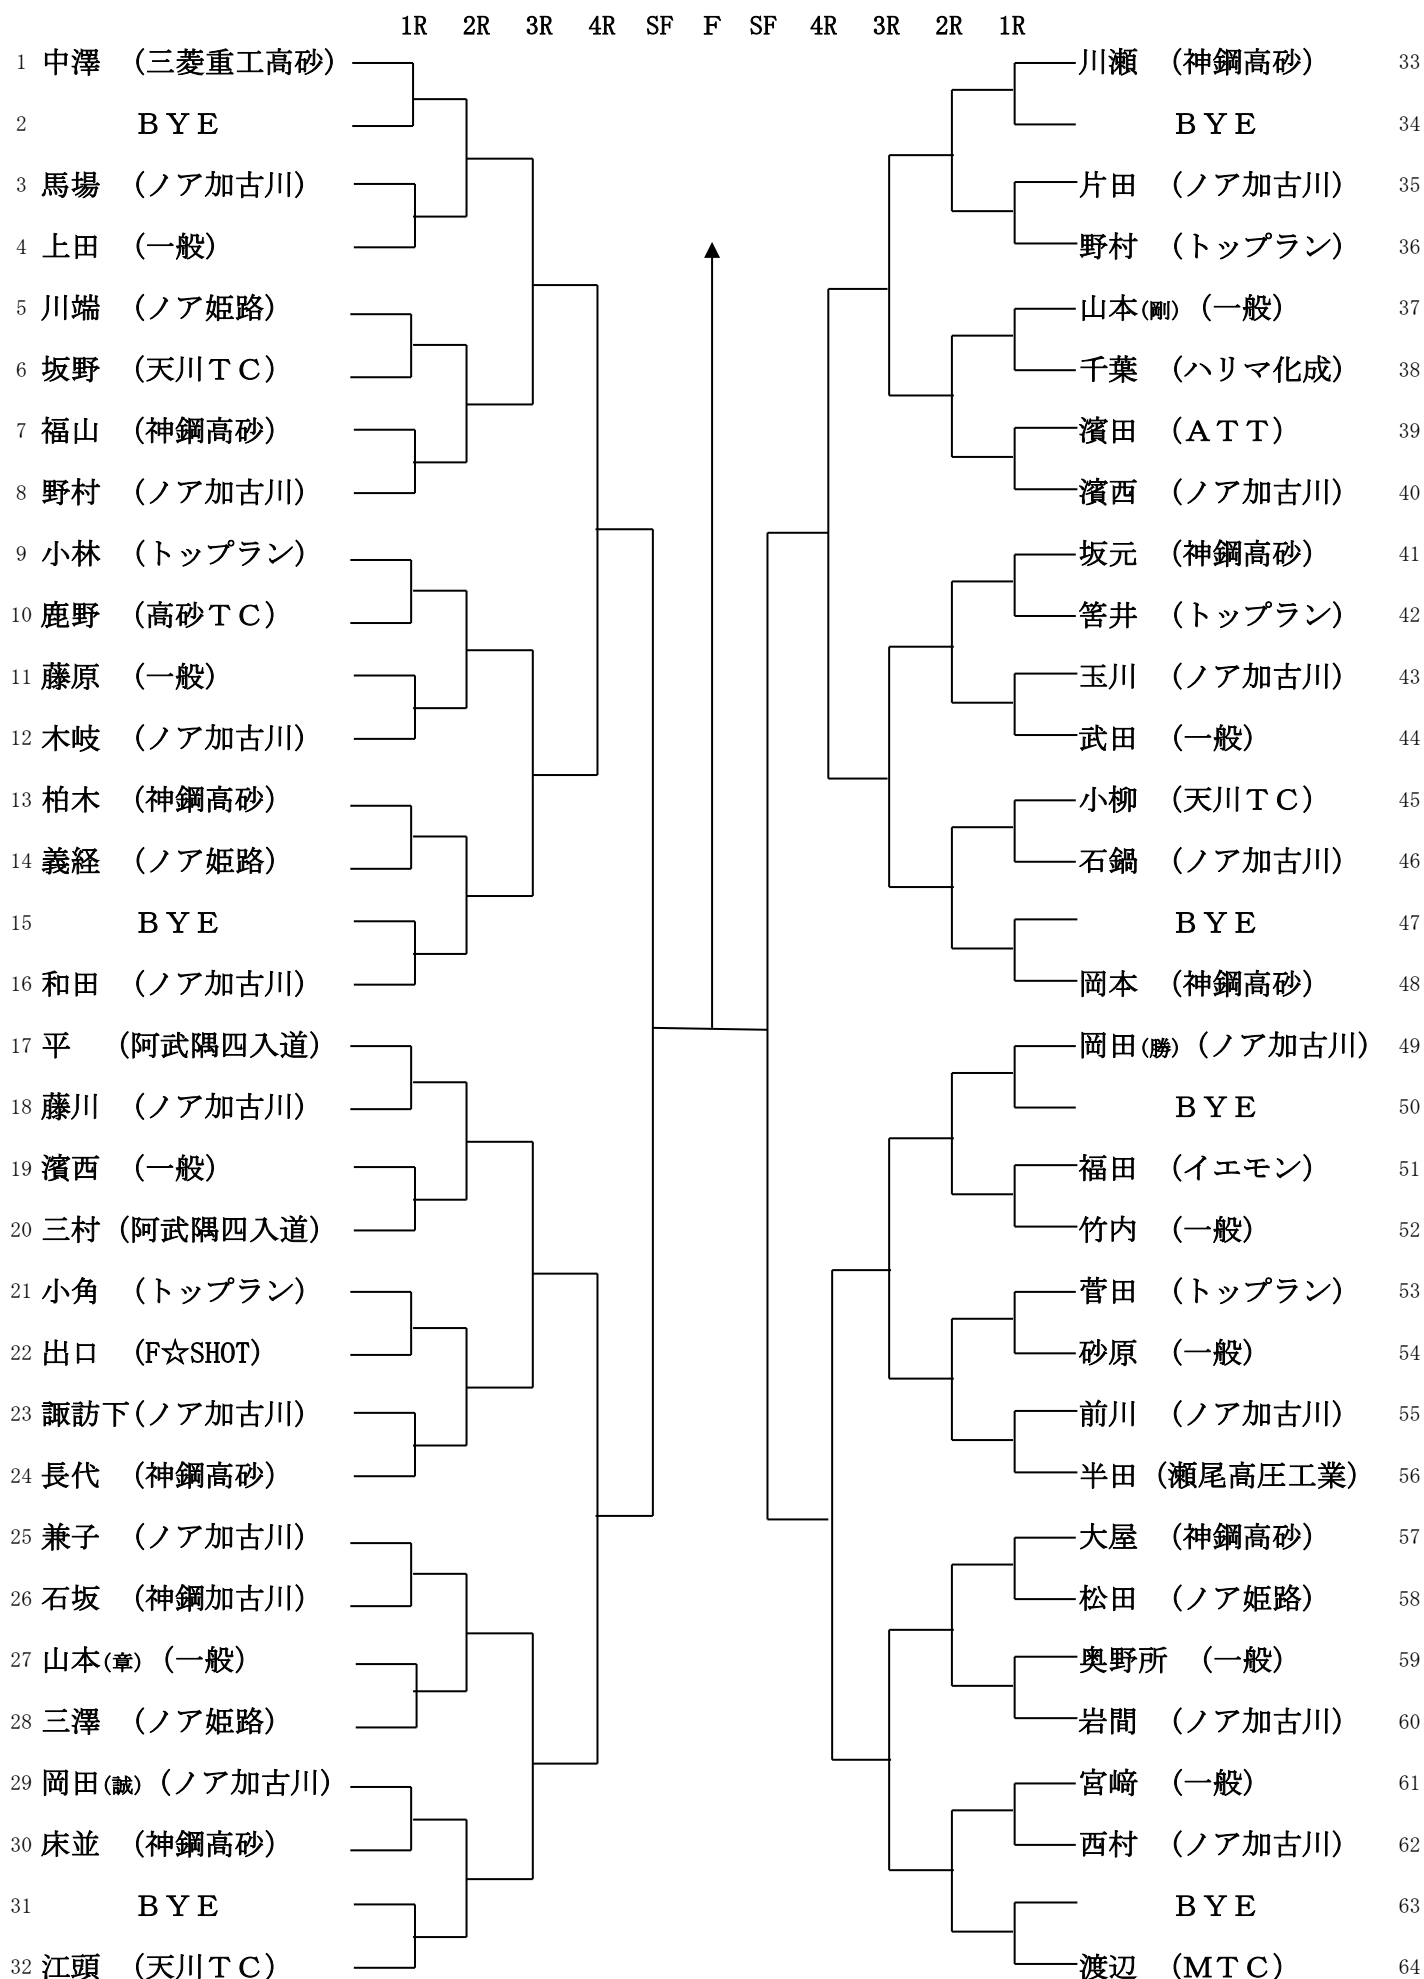 1R 2R 3R 4R SF F SF 4R 3R 2R 1R
1 中澤 (三菱重工高砂)
2 ＢＹＥ
3 馬場 (ノア加古川)
4 上田 (一般)
5 川端 (ノア姫路)
6 坂野 (天川ＴＣ)
7 福山 (神鋼高砂)
8 野村 (ノア加古川)
9 小林 (トップラン)
10 鹿野 (高砂ＴＣ)
11 藤原 (一般)
12 木岐 (ノア加古川)
13 柏木 (神鋼高砂)
14 義経 (ノア姫路)
15 ＢＹＥ
16 和田 (ノア加古川)
17 平 (阿武隈四入道)
18 藤川 (ノア加古川)
19 濱西 (一般)
20 三村 (阿武隈四入道)
21 小角 (トップラン)
22 出口 (F☆SHOT)
23 諏訪下(ノア加古川)
24 長代 (神鋼高砂)
25 兼子 (ノア加古川)
26 石坂 (神鋼加古川)
27 山本(章) (一般)
28 三澤 (ノア姫路)
29 岡田(誠) (ノア加古川)
30 床並 (神鋼高砂)
31 ＢＹＥ
32 江頭 (天川ＴＣ)
川瀬 (神鋼高砂) 33
ＢＹＥ 34
片田 (ノア加古川) 35
野村 (トップラン) 36
山本(剛) (一般) 37
千葉 (ハリマ化成) 38
濱田 (ＡＴＴ) 39
濱西 (ノア加古川) 40
坂元 (神鋼高砂) 41
筈井 (トップラン) 42
玉川 (ノア加古川) 43
武田 (一般) 44
小柳 (天川ＴＣ) 45
石鍋 (ノア加古川) 46
ＢＹＥ 47
岡本 (神鋼高砂) 48
岡田(勝) (ノア加古川) 49
ＢＹＥ 50
福田 (イエモン) 51
竹内 (一般) 52
菅田 (トップラン) 53
砂原 (一般) 54
前川 (ノア加古川) 55
半田 (瀬尾高圧工業) 56
大屋 (神鋼高砂) 57
松田 (ノア姫路) 58
奥野所 (一般) 59
岩間 (ノア加古川) 60
宮﨑 (一般) 61
西村 (ノア加古川) 62
ＢＹＥ 63
渡辺 (ＭＴＣ) 64